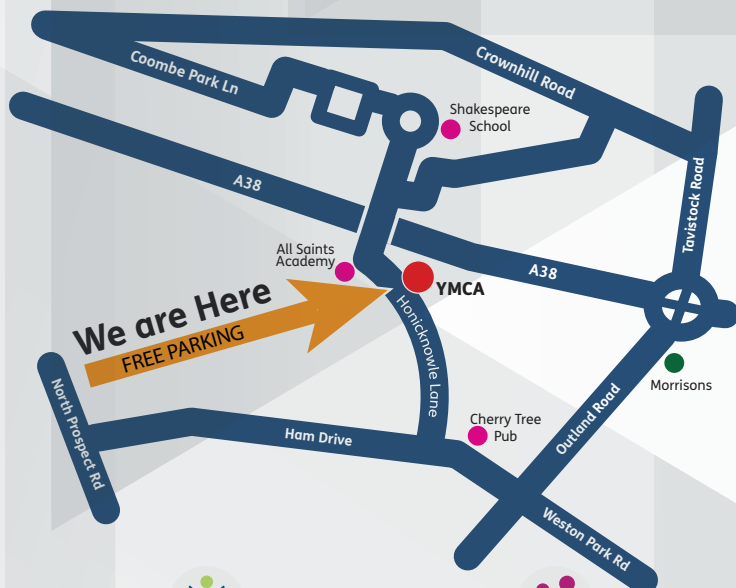 Coombe Park Ln
Crownhill Road
Shakespeare
School
Tavistock Road
A38
All Saints
Academy
A38
YMCA
We are Here
FREE PARKING
Honicknowle Lane
North Prospect Rd
Ham Drive
Cherry Tree
Pub
Outland Road
Morrisons
Weston Park Rd